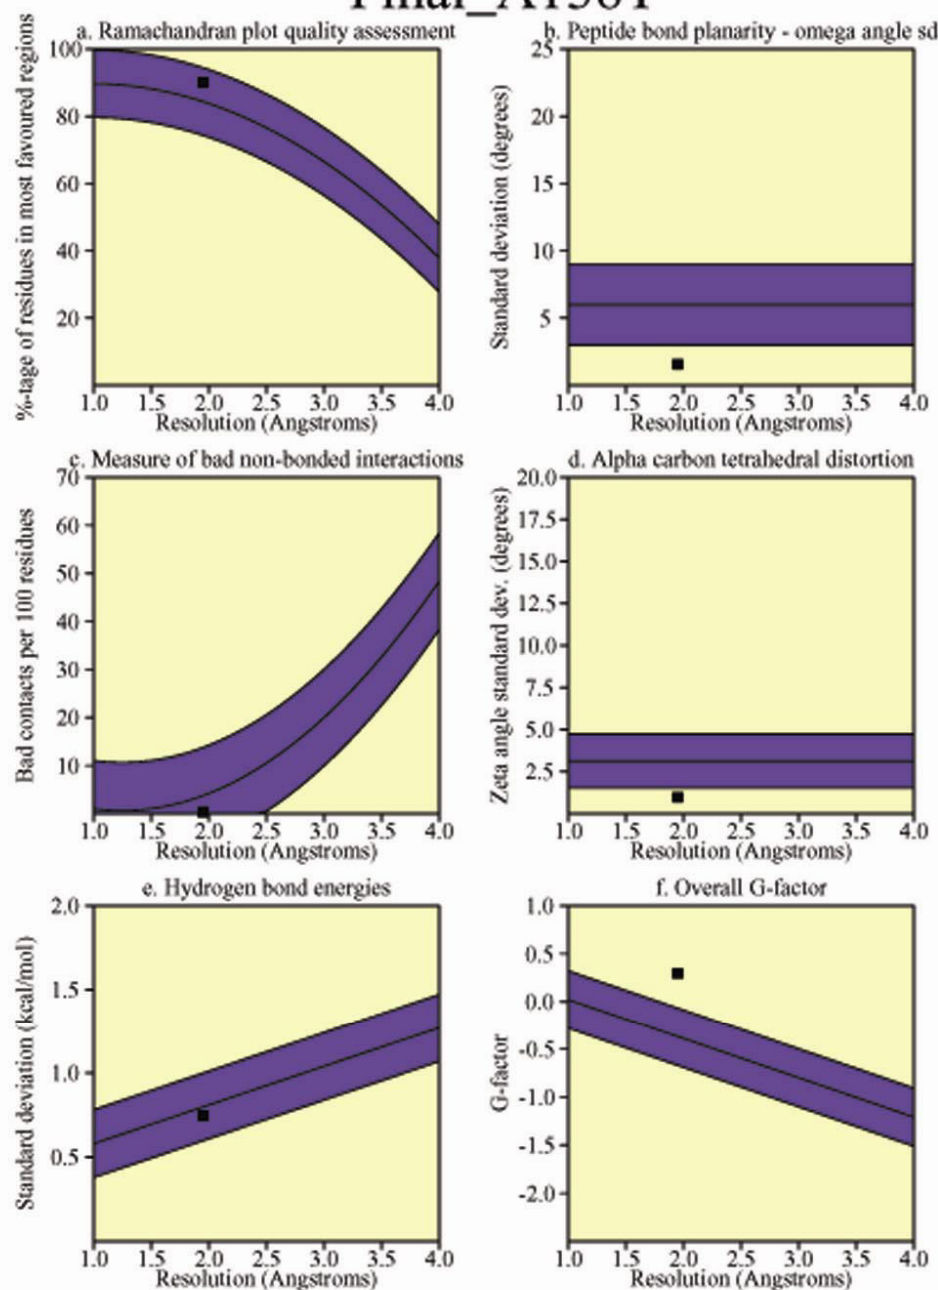 a. Ramachandran plot quality assessment
b. Peptide bond planarity - omega angle sd
%-tage of residues in most favoured regions
100
80
60
40
20
1.0 1.5 2.0 2.5 3.0 3.5 4.0
Resolution (Angstroms)
Standard deviation (degrees)
25
20
15
10
5
1.0 1.5 2.0 2.5 3.0 3.5 4.0
Resolution (Angstroms)
c. Measure of bad non-bonded interactions
d. Alpha carbon tetrahedral distortion
Bad contacts per 100 residues
70
60
50
40
30
20
10
1.0 1.5 2.0 2.5 3.0 3.5 4.0
Resolution (Angstroms)
Zeta angle standard dev. (degrees)
20.0
17.5
15.0
12.5
10.0
7.5
5.0
2.5
1.0 1.5 2.0 2.5 3.0 3.5 4.0
Resolution (Angstroms)
e. Hydrogen bond energies
f. Overall G-factor
Standard deviation (kcal/mol)
2.0
1.5
1.0
0.5
1.0 1.5 2.0 2.5 3.0 3.5 4.0
Resolution (Angstroms)
G-factor
1.0
0.5
0.0
-0.5
-1.0
-1.5
-2.0
1.0 1.5 2.0 2.5 3.0 3.5 4.0
Resolution (Angstroms)